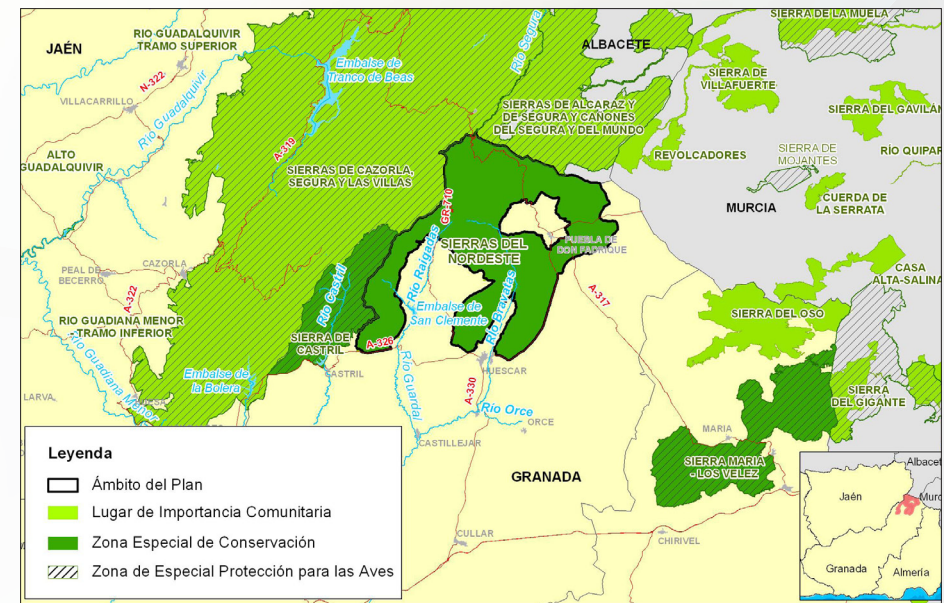 SIERRA DE LA MUELA
JAÉN
RIO GUADALQUIVIR
TRAMO SUPERIOR
ALBACETE
Río Segura
Embalse de
Tranco de Beas
N-322
VILLACARRILLO
Río Guadalquivir
SIERRA DE
VILLAFUERTE
SIERRAS DE ALCARAZ Y
DE SEGURA Y CAÑONES
DEL SEGURA Y DEL MUNDO
SIERRA DEL GAVILÁN
A-319
ALTO
GUADALQUIVIR
SIERRAS DE CAZORLA,
SEGURA Y LAS VILLAS
REVOLCADORES
SIERRA DE
MOJANTES
RÍO QUIPAR
GR-710
MURCIA
CUERDA DE
LA SERRATA
SIERRAS DEL
NORDESTE
PUEBLA DE
DON FADRIQUE
PEAL DE
BECERRO
CAZORLA
Río Castril
Río Raigadas
Río Bravatas
CASA
ALTA-SALINA
A-322
A-317
Embalse de
San Clemente
SIERRA DEL OSO
RIO GUADIANA MENOR
- TRAMO INFERIOR
SIERRA DE
CASTRIL
A-326
Río Guadiana Menor
Embalse de
la Bolera
CASTRIL
Río Guardal
HUESCAR
A-330
LARVA
SIERRA
DEL GIGANTE
Río Orce
ORCE
CASTILLEJAR
MARIA
SIERRA MARIA
- LOS VELEZ
GRANADA
CULLAR
CHIRIVEL
Leyenda
Ámbito del Plan
Lugar de Importancia Comunitaria
Zona Especial de Conservación
Zona de Especial Protección para las Aves
Albacet
Jaén
Murc
Granada
Almería